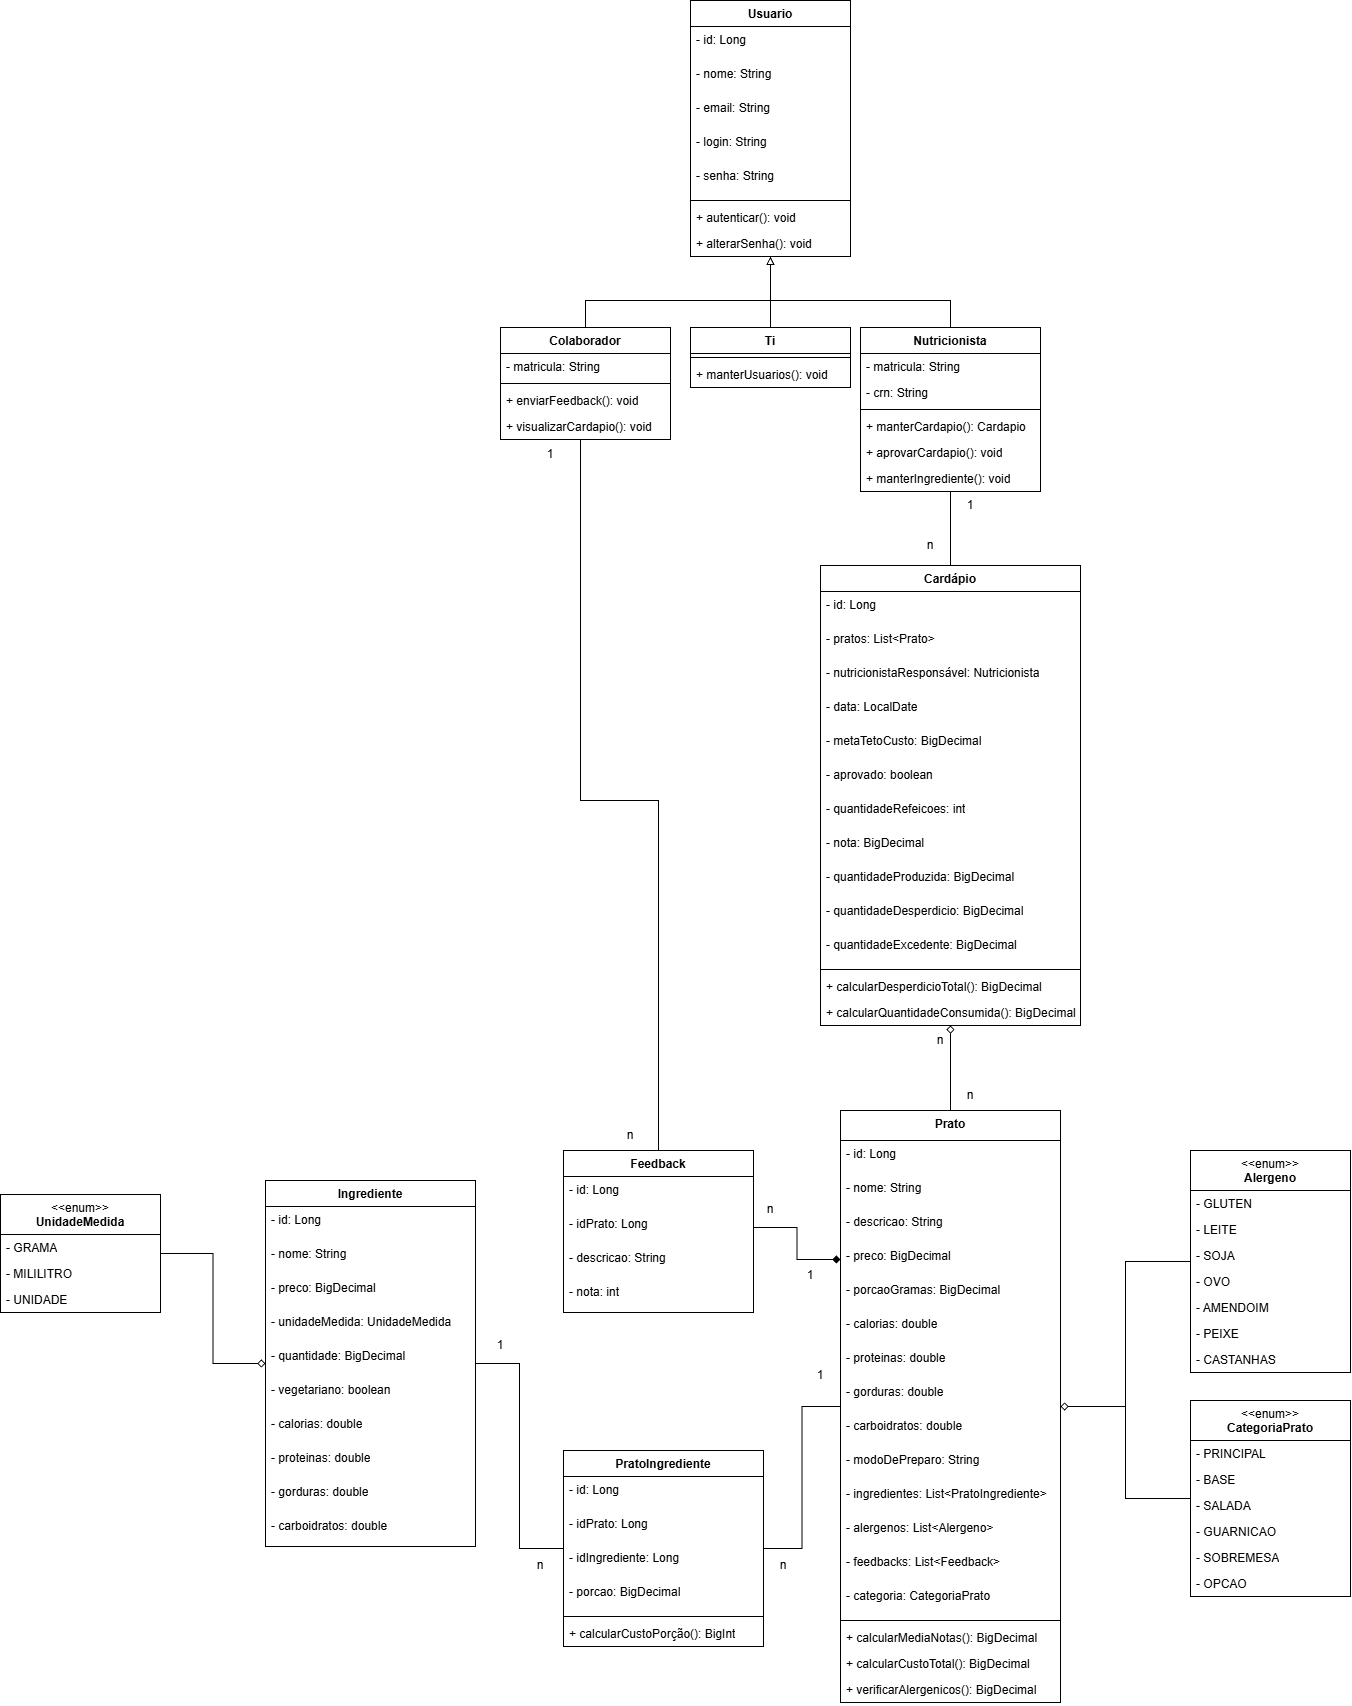 Usuario
- id: Long
- nome: String
- email: String
- login: String
- senha: String
+ autenticar(): void
+ alterarSenha(): void
Colaborador
- matricula: String
+ enviarFeedback(): void
+ visualizarCardapio(): void
1
Ti
+ manterUsuarios(): void
Nutricionista
- matricula: String
- crn: String
+ manterCardapio(): Cardapio
+ aprovarCardapio(): void
+ manterIngrediente(): void
1
n
Cardápio
- id: Long
- pratos: List<Prato>
- nutricionistaResponsável: Nutricionista
- data: LocalDate
- metaTetoCusto: BigDecimal
- aprovado: boolean
- quantidadeRefeicoes: int
- nota: BigDecimal
- quantidadeProduzida: BigDecimal
- quantidadeDesperdicio: BigDecimal
- quantidadeExcedente: BigDecimal
+ calcularDesperdicioTotal(): BigDecimal
+ calcularQuantidadeConsumida(): BigDecimal
n
n
<<enum>>
UnidadeMedida
- GRAMA
- MILILITRO
- UNIDADE
Ingrediente
- id: Long
- nome: String
- preco: BigDecimal
- unidadeMedida: UnidadeMedida
- quantidade: BigDecimal
- vegetariano: boolean
- calorias: double
- proteinas: double
- gorduras: double
- carboidratos: double
1
n
n
Feedback
- id: Long
- idPrato: Long
- descricao: String
- nota: int
n
1
PratoIngrediente
- id: Long
- idPrato: Long
- idIngrediente: Long
- porcao: BigDecimal
+ calcularCustoPorção(): BigInt
1
n
Prato
- id: Long
- nome: String
- descricao: String
- preco: BigDecimal
- porcaoGramas: BigDecimal
- calorias: double
- proteinas: double
- gorduras: double
- carboidratos: double
- modoDePreparo: String
- ingredientes: List<PratoIngrediente>
- alergenos: List<Alergeno>
- feedbacks: List<Feedback>
- categoria: CategoriaPrato
+ calcularMediaNotas(): BigDecimal
+ calcularCustoTotal(): BigDecimal
+ verificarAlergenicos(): BigDecimal
<<enum>>
Alergeno
- GLUTEN
- LEITE
- SOJA
- OVO
- AMENDOIM
- PEIXE
- CASTANHAS
<<enum>>
CategoriaPrato
- PRINCIPAL
- BASE
- SALADA
- GUARNICAO
- SOBREMESA
- OPCAO